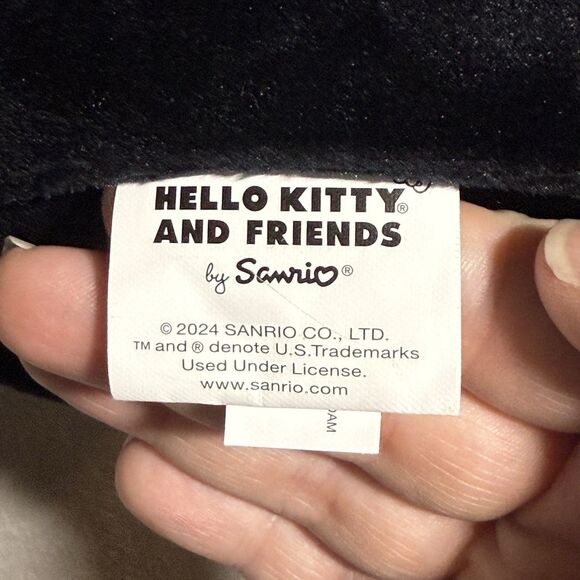 HELLO KITTY®
AND FRIENDS
by Sanrio®
© 2024 SANRIO CO., LTD.
TM and ® denote U.S.Trademarks
Used Under License.
www.sanrio.com